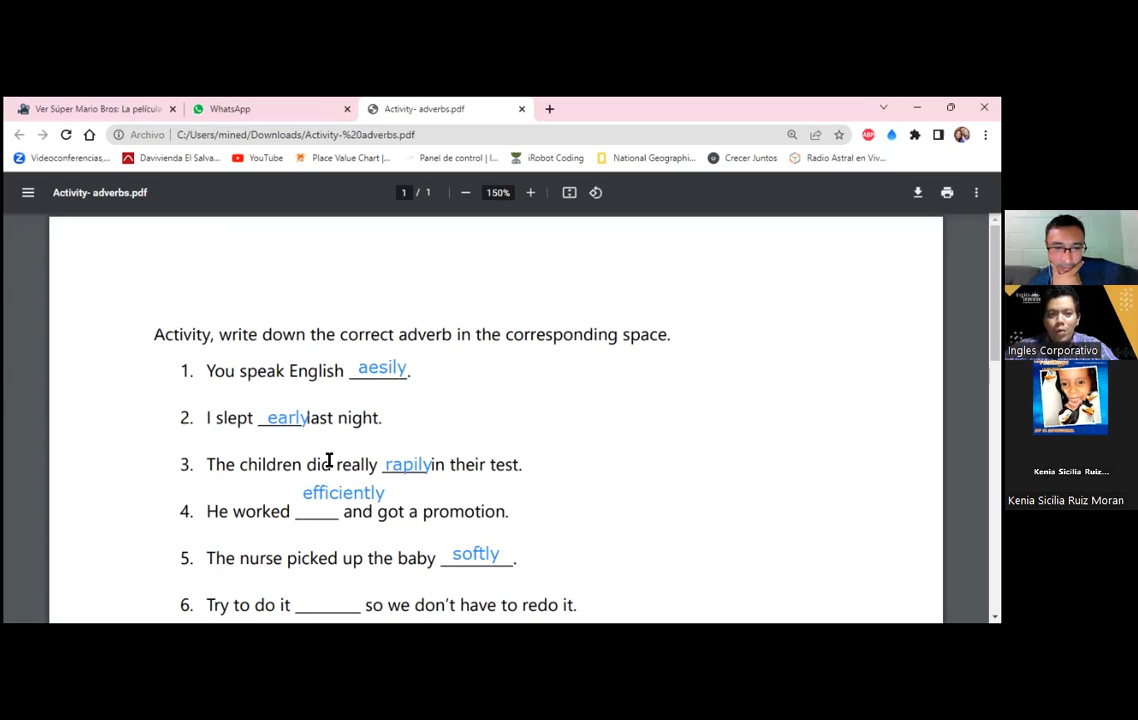 Ver Súper Mario Bros: La película
WhatsApp
Activity- adverbs.pdf
Archivo C:/Users/mined/Downloads/Activity-%20adverbs.pdf
Videoconferencias,... Davivienda El Salva... YouTube Place Value Chart |... Panel de control | I... iRobot Coding National Geographi... Crecer Juntos Radio Astral en Viv...
Activity- adverbs.pdf 1 / 1 150%
Activity, write down the correct adverb in the corresponding space.
1. You speak English aesily.
2. I slept early last night.
3. The children did really rapily in their test.
efficiently
4. He worked _____ and got a promotion.
5. The nurse picked up the baby softly.
6. Try to do it ________ so we don't have to redo it.
Ingles Corporativo
Kenia Sicilia Ruiz...
Kenia Sicilia Ruiz Moran